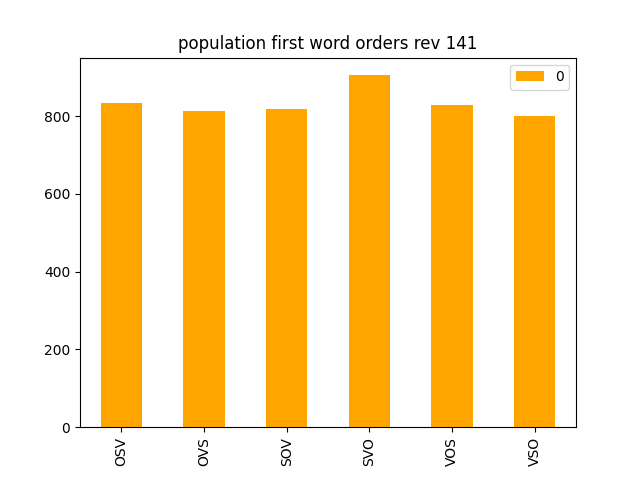 population first word orders rev 141
0
800
600
400
200
0
OSV
OVS
SOV
SVO
VOS
VSO